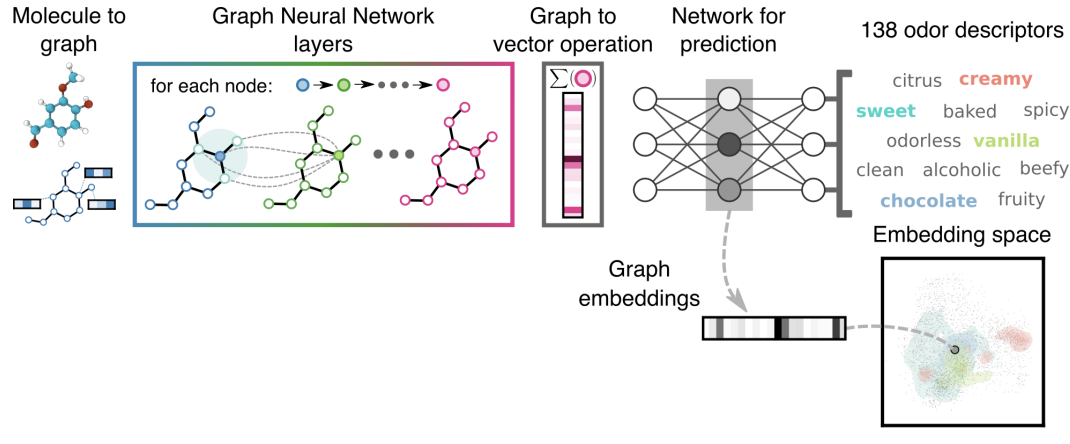 Molecule to
graph
Graph Neural Network
layers
Graph to
vector operation
Network for
prediction
138 odor descriptors
for each node:
∑( )
citrus creamy
sweet baked spicy
odorless vanilla
clean alcoholic beefy
chocolate fruity
Embedding space
Graph
embeddings